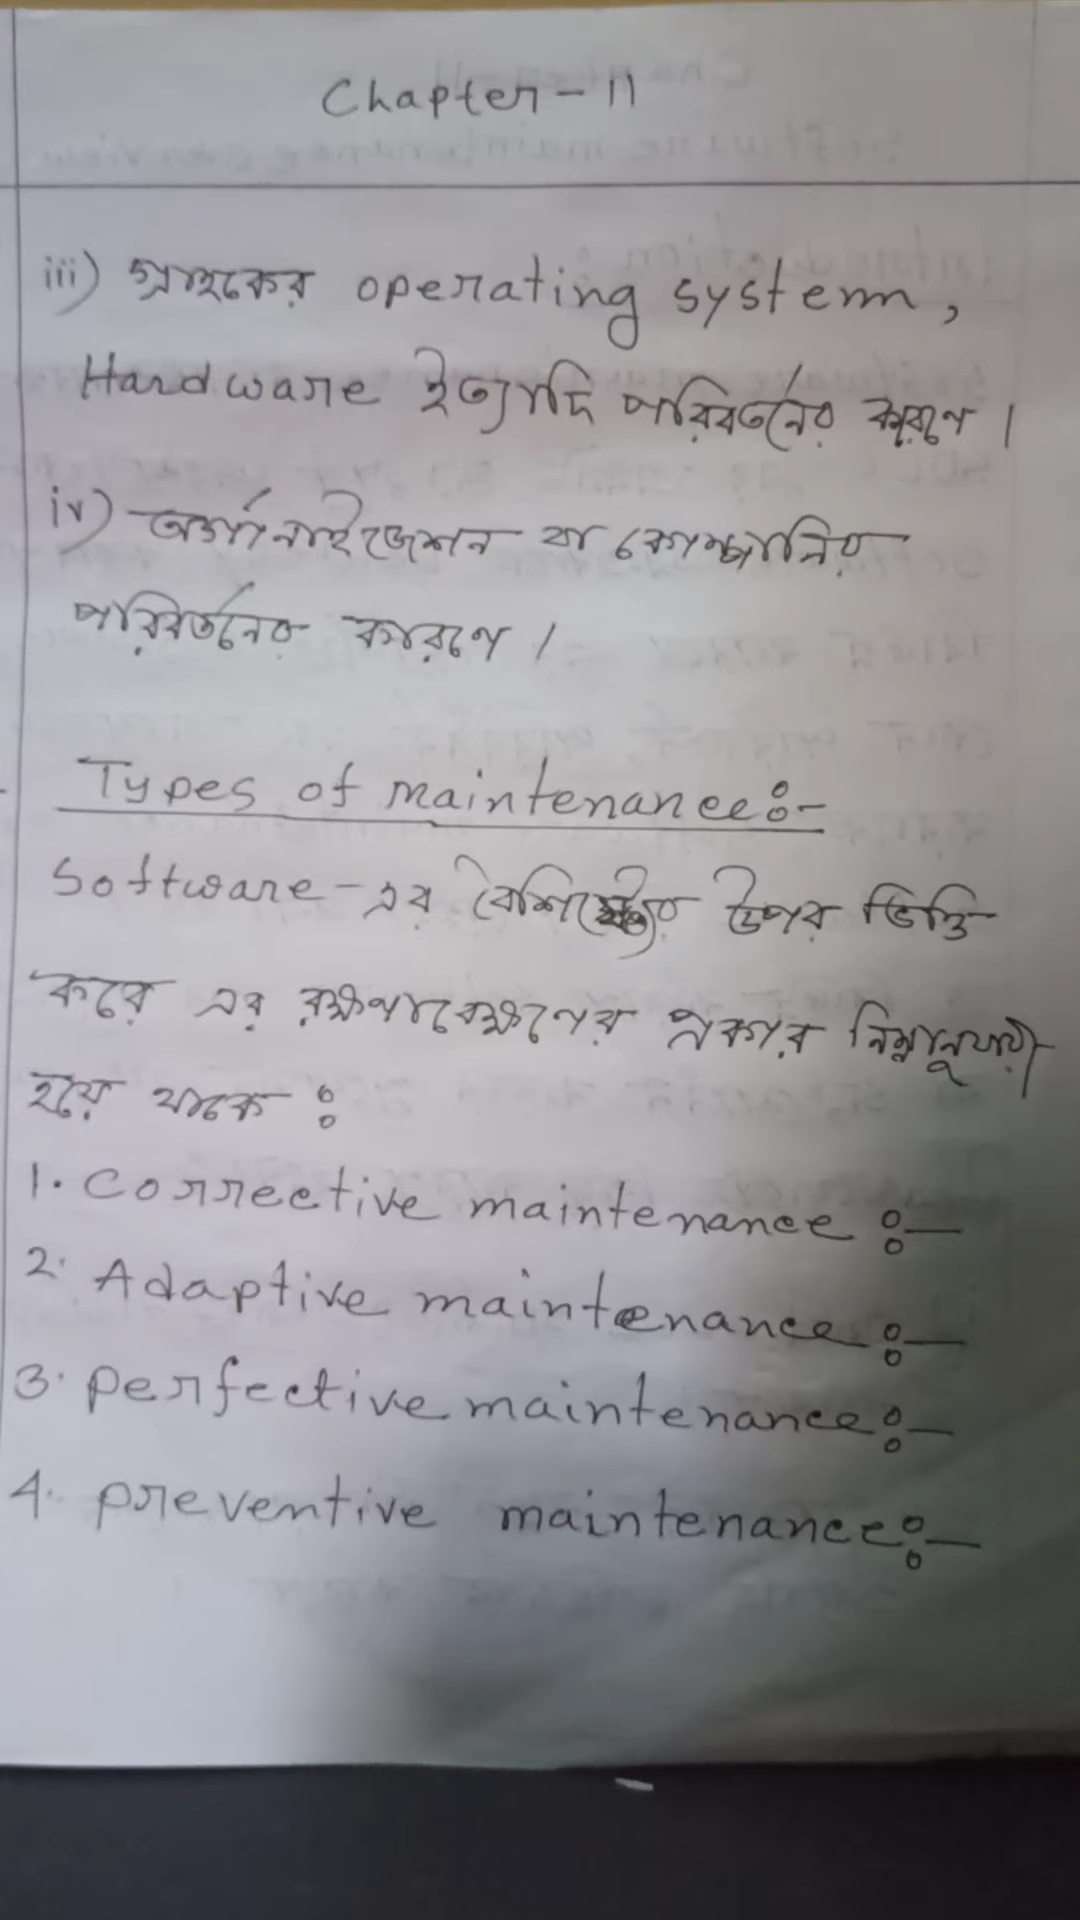 Chapter - 11
iii) গ্রাহকের operating system,
Hardware ইত্যাদি পরিবর্তনের কারণে।
iv) অর্গানাইজেশন বা কোম্পানির
পরিবর্তনের কারণে।
Types of maintenance:-
Software-এর বৈশিষ্ট্যের উপর ভিত্তি
করে এর রক্ষণাবেক্ষণের প্রকার নিম্নানুযায়ী
হয়ে থাকে :
1. Corrective maintenance :-
2. Adaptive maintenance :-
3. perfective maintenance :-
4. preventive maintenance :-